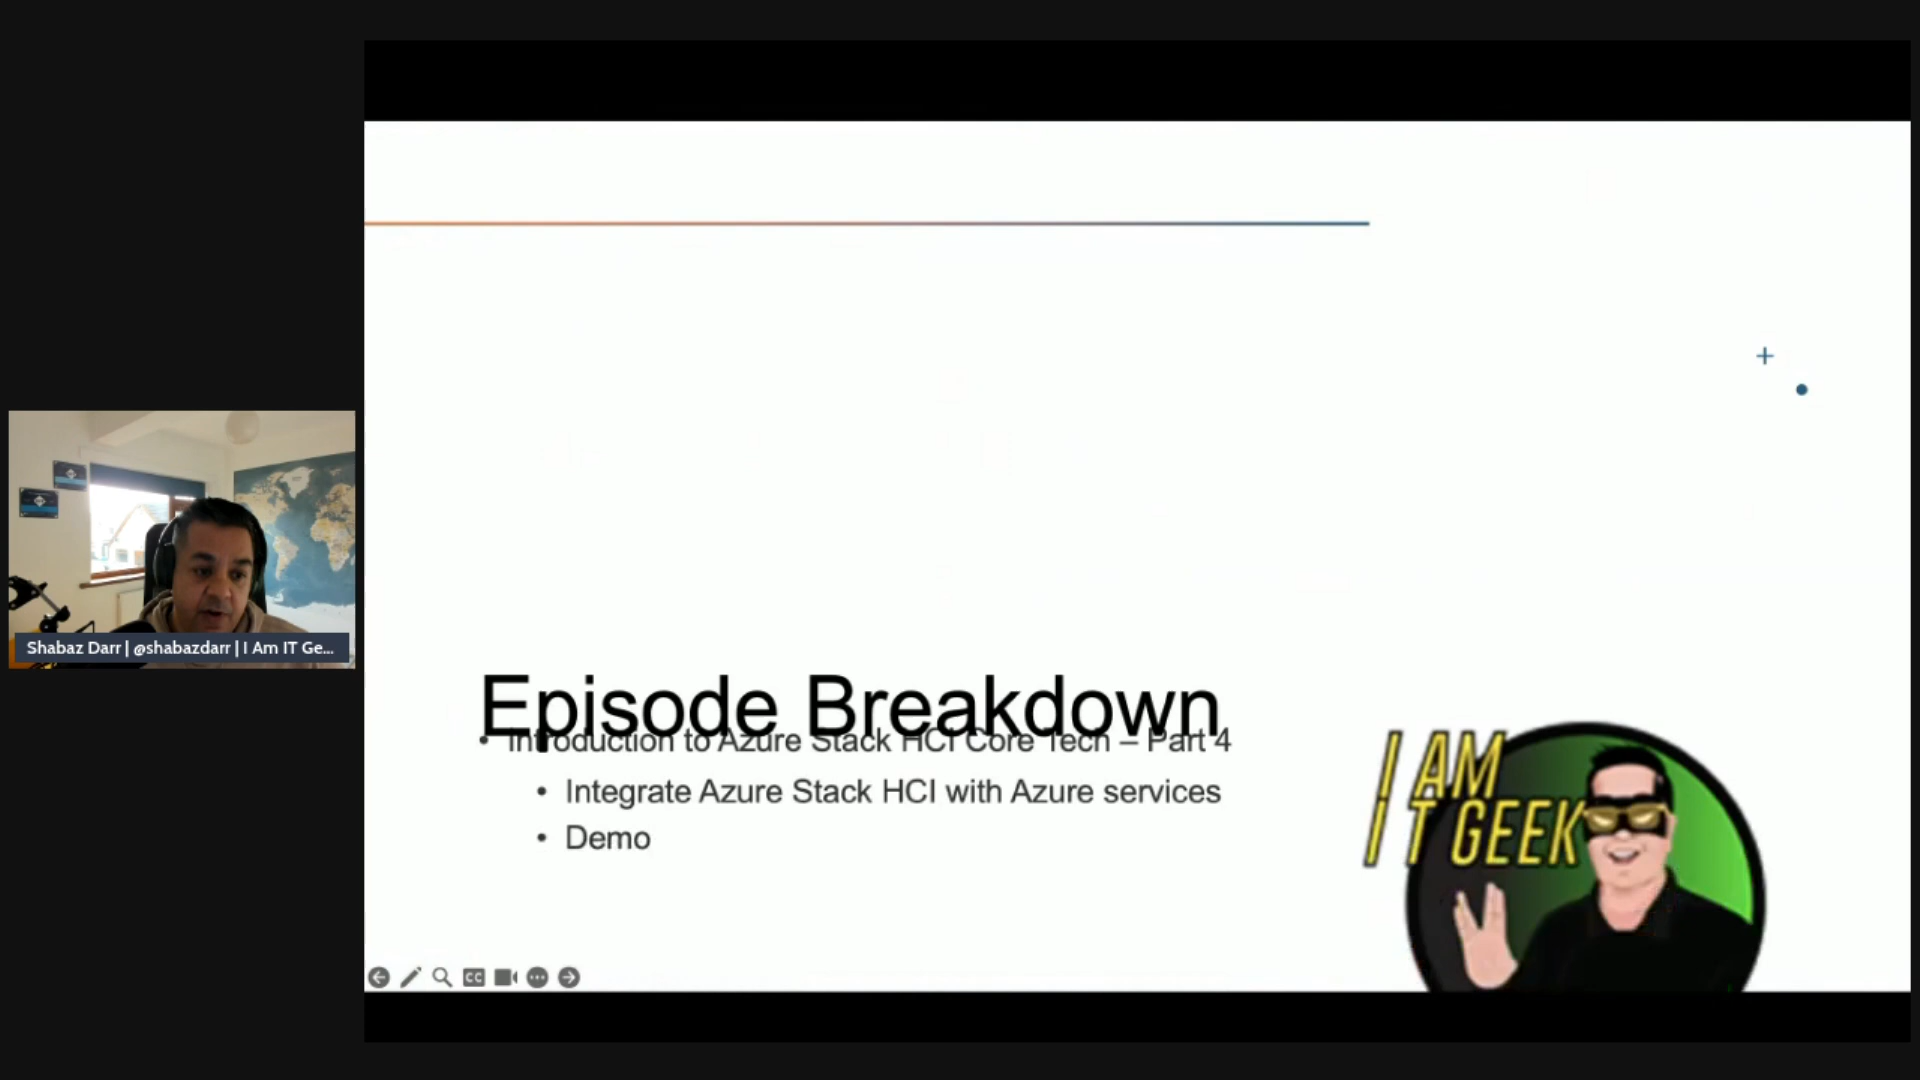 Shabaz Darr | @shabazdarr | I Am IT Ge...
Episode Breakdown
• Introduction to Azure Stack HCI Core Tech – Part 4
• Integrate Azure Stack HCI with Azure services
• Demo
I AM
IT GEEK
CC